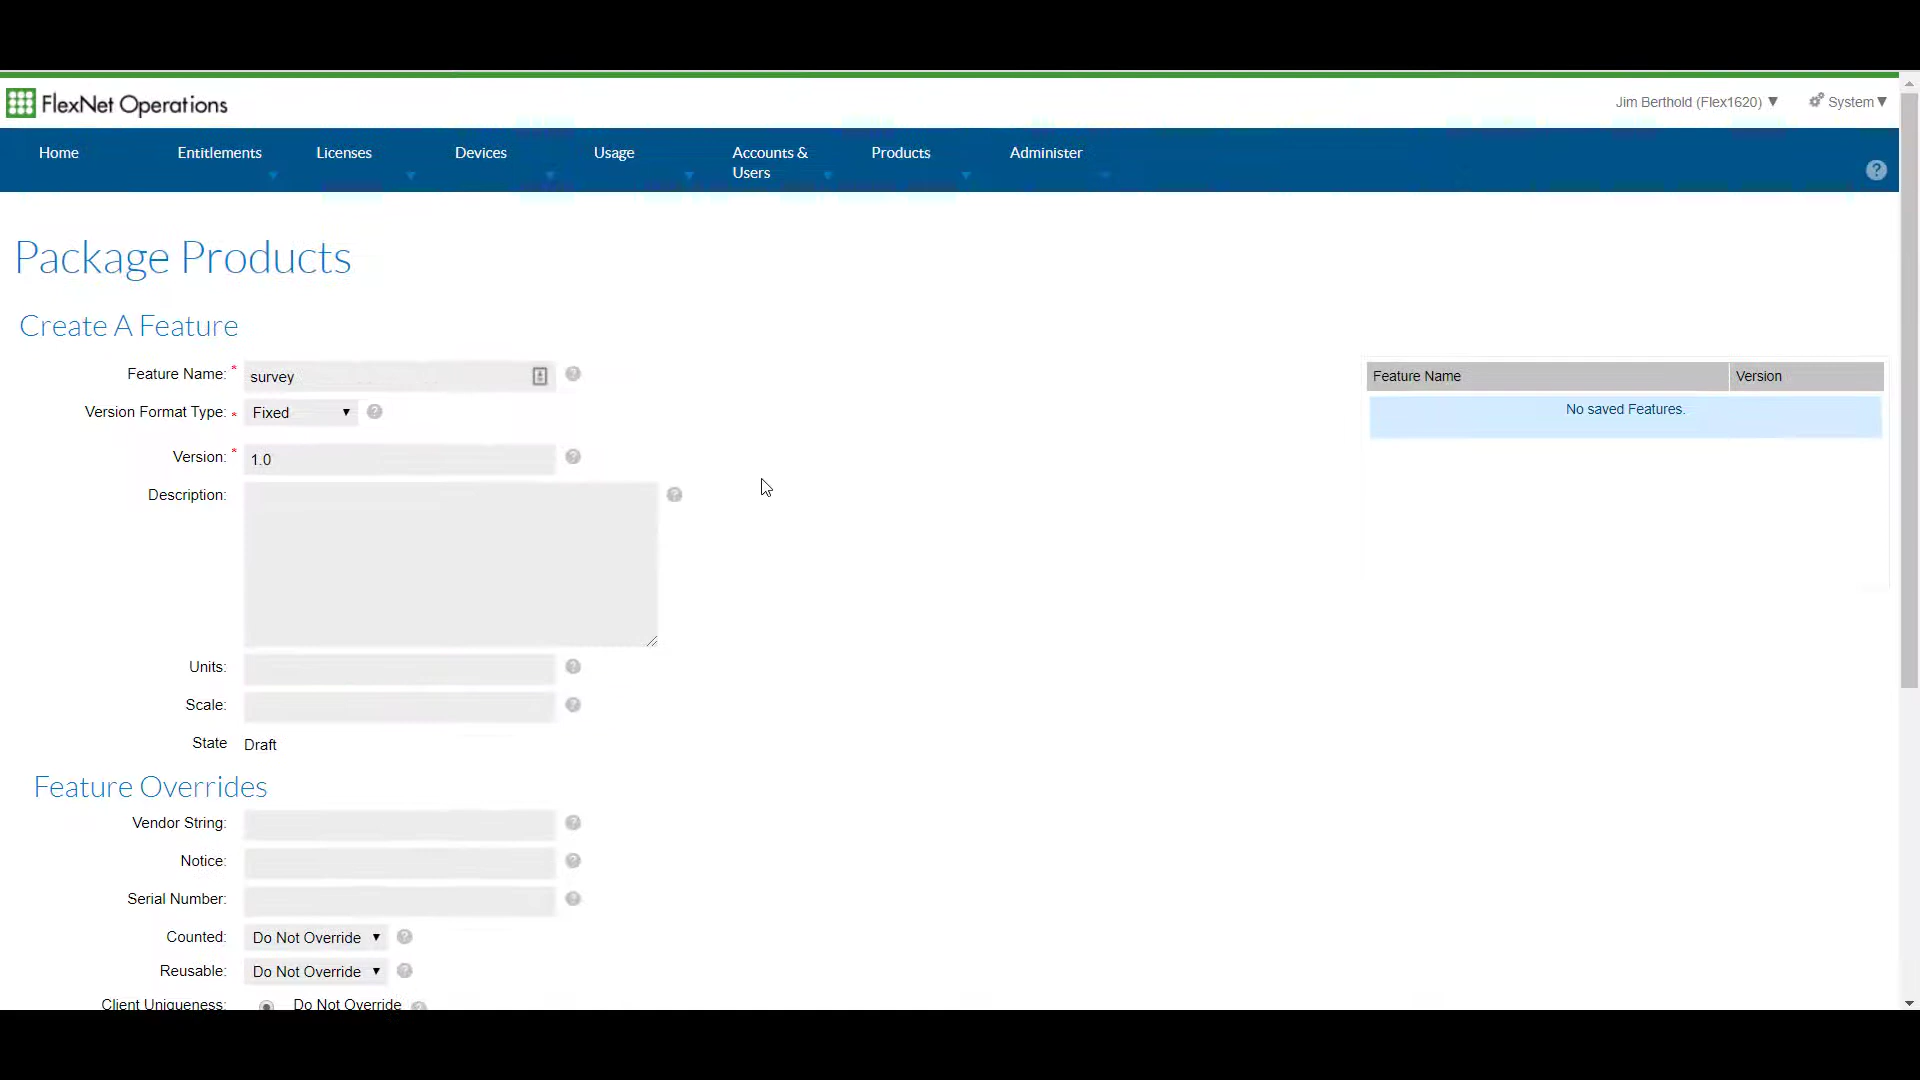 FlexNet Operations
Jim Berthold (Flex1620) ▼
System ▼
Home
Entitlements
Licenses
Devices
Usage
Accounts &
Users
Products
Administer
?
Package Products
Create A Feature
Feature Name: *
survey
?
Feature Name
Version
Version Format Type: *
Fixed ▼
?
No saved Features.
Version: *
1.0
?
Description:
?
Units:
?
Scale:
?
State
Draft
Feature Overrides
Vendor String:
?
Notice:
?
Serial Number:
?
Counted:
Do Not Override ▼
?
Reusable:
Do Not Override ▼
?
Client Uniqueness:
Do Not Override
?